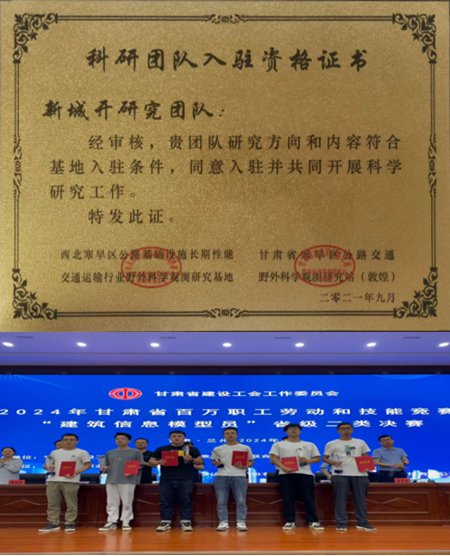 科研团队入驻资格证书
新城开研究团队：
经审核，贵团队研究方向和内容符合
基地入驻条件，同意入驻并共同开展科学
研究工作。
特发此证。
西北寒旱区公路基础设施长期性能
交通运输行业野外科学观测研究基地
甘肃省寒旱区公路交通
野外科学观测研究站（敦煌）
二〇二一年九月
甘肃省建设工会工作委员会
2024年甘肃省百万职工劳动和技能竞赛
“建筑信息模型员”省级二类决赛